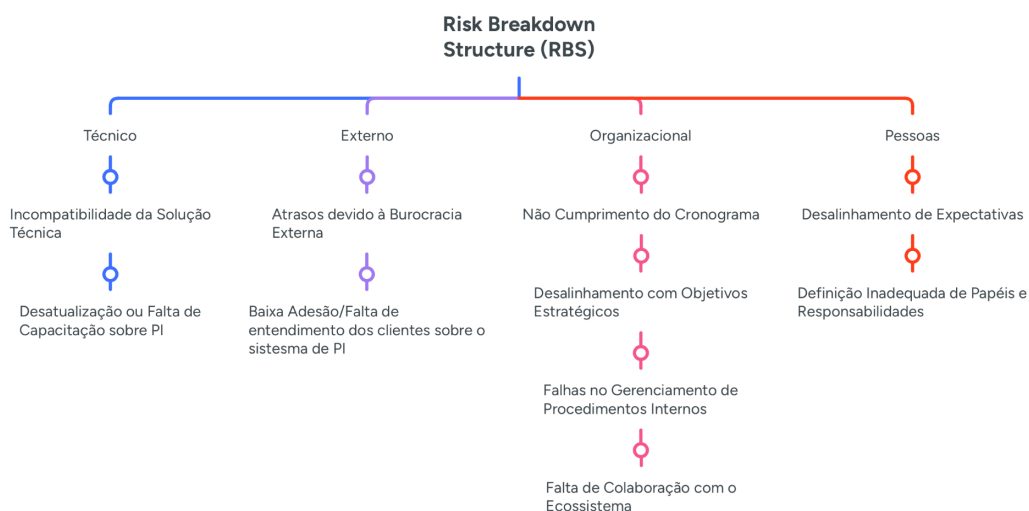 Risk Breakdown
Structure (RBS)
Técnico
Incompatibilidade da Solução
Técnica
Desatualização ou Falta de
Capacitação sobre PI
Externo
Atrasos devido à Burocracia
Externa
Baixa Adesão/Falta de
entendimento dos clientes sobre o
sistesma de PI
Organizacional
Não Cumprimento do Cronograma
Desalinhamento com Objetivos
Estratégicos
Falhas no Gerenciamento de
Procedimentos Internos
Falta de Colaboração com o
Ecossistema
Pessoas
Desalinhamento de Expectativas
Definição Inadequada de Papéis e
Responsabilidades